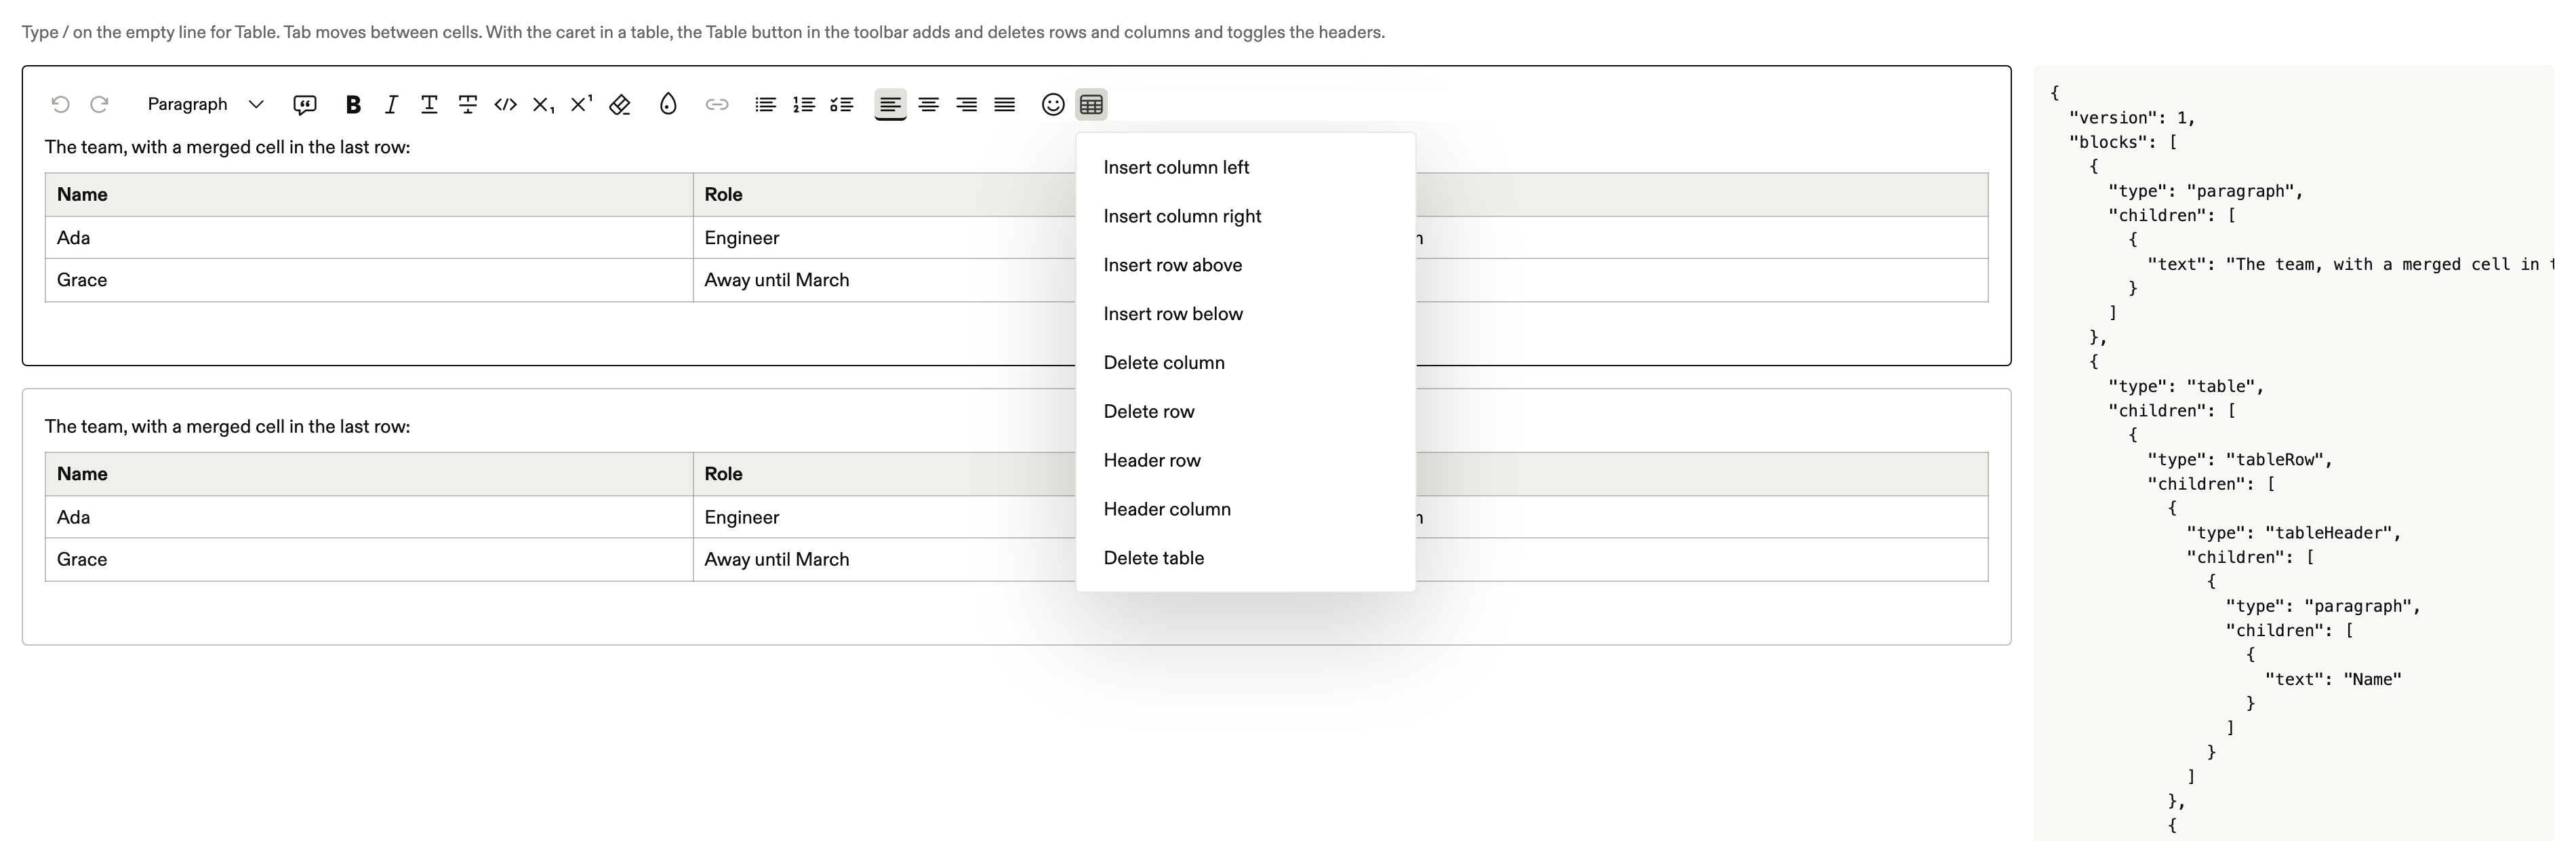 Type / on the empty line for Table. Tab moves between cells. With the caret in a table, the Table button in the toolbar adds and deletes rows and columns and toggles the headers.
Paragraph
The team, with a merged cell in the last row:
Name Role
Ada Engineer
Grace Away until March
Insert column left
Insert column right
Insert row above
Insert row below
Delete column
Delete row
Header row
Header column
Delete table
The team, with a merged cell in the last row:
Name Role
Ada Engineer
Grace Away until March
{
"version": 1,
"blocks": [
{
"type": "paragraph",
"children": [
{
"text": "The team, with a merged cell in
}
]
},
{
"type": "table",
"children": [
{
"type": "tableRow",
"children": [
{
"type": "tableHeader",
"children": [
{
"type": "paragraph",
"children": [
{
"text": "Name"
}
]
}
]
},
{